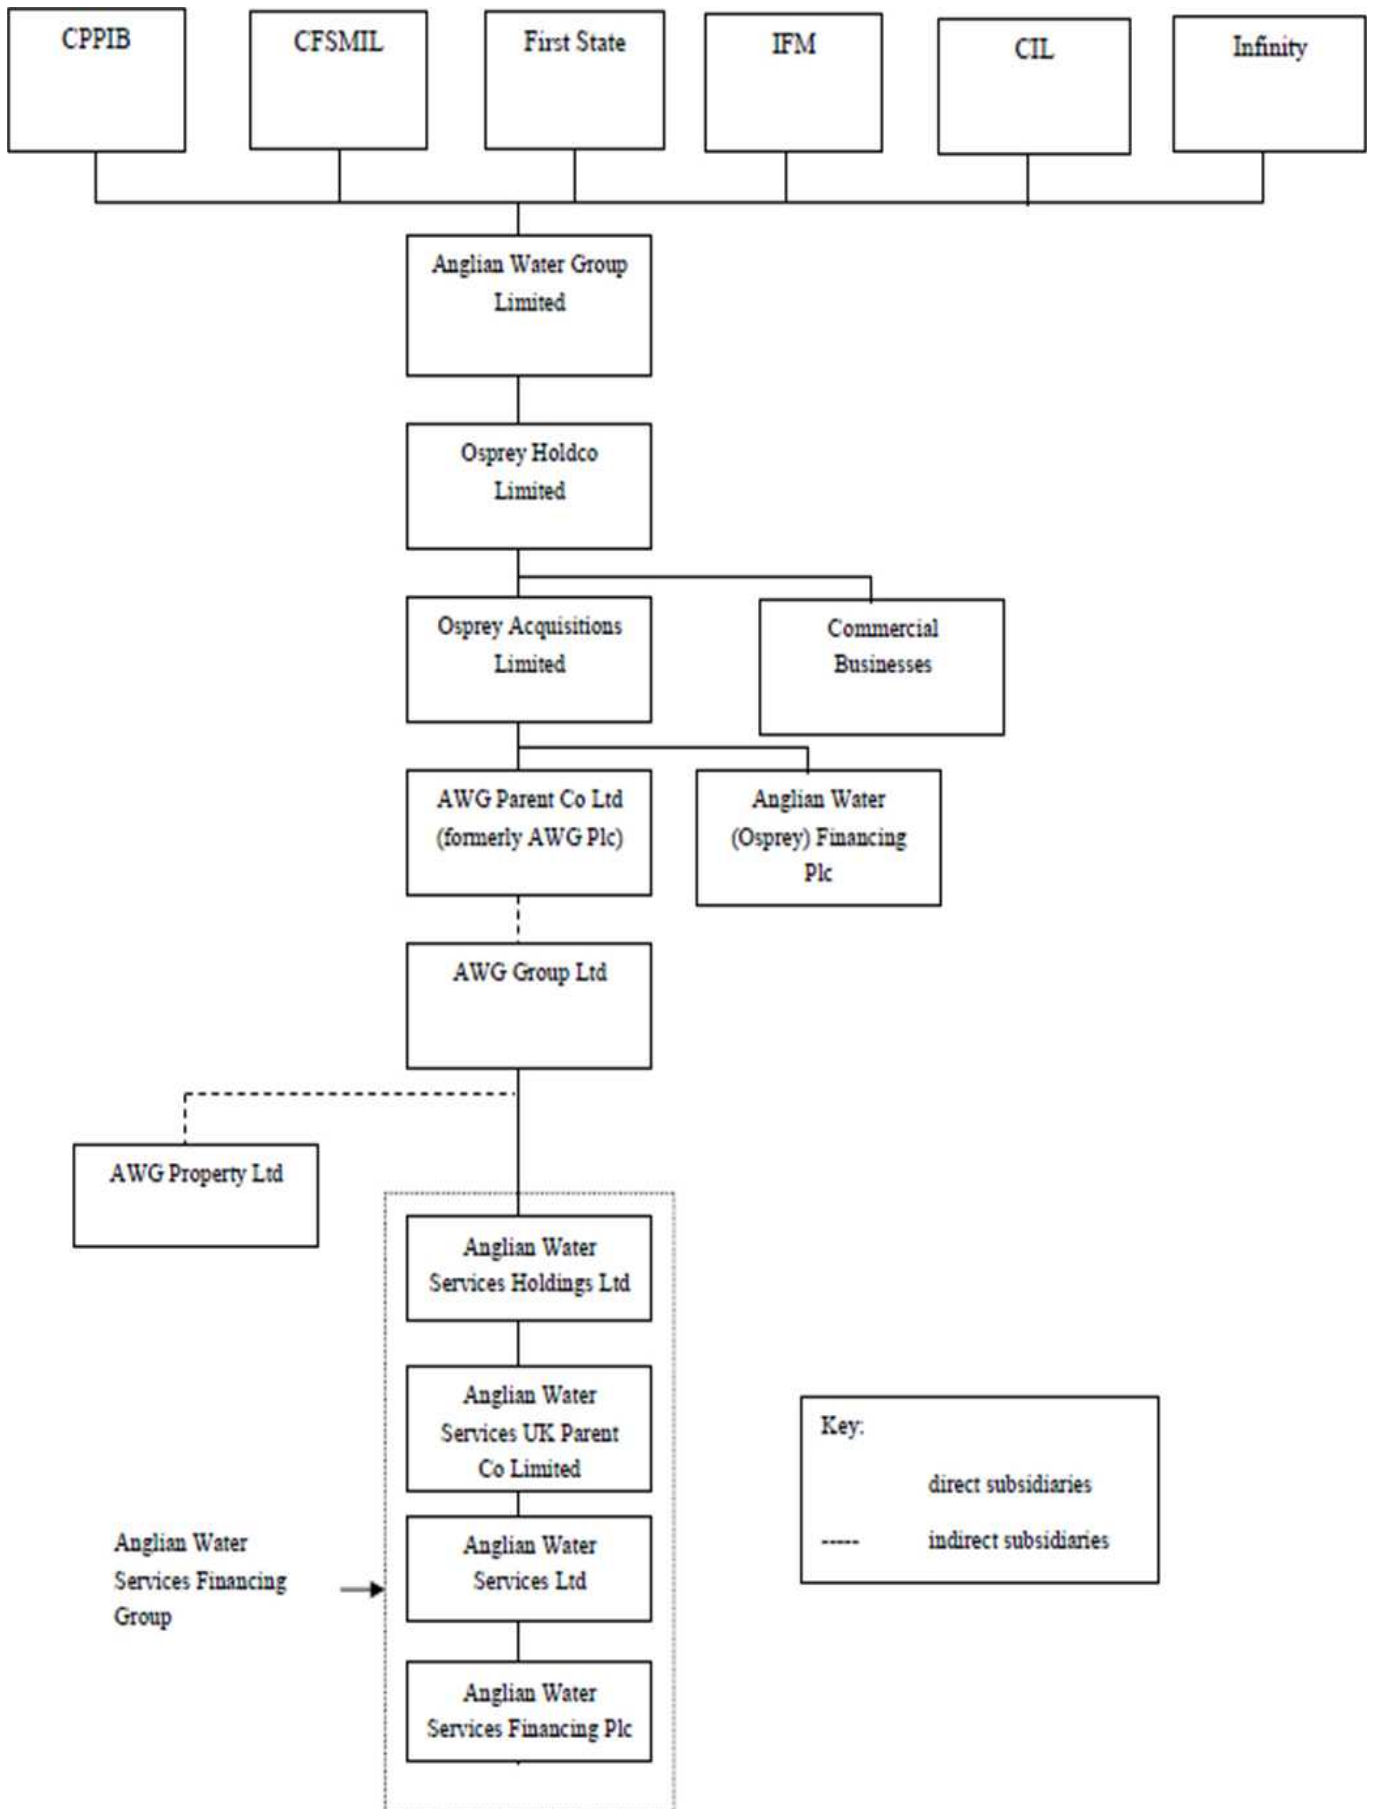 CPPIB
CFSMIL
First State
IFM
CIL
Infinity
Anglian Water Group
Limited
Osprey Holdco
Limited
Osprey Acquisitions
Limited
Commercial
Businesses
AWG Parent Co Ltd
(formerly AWG Plc)
Anglian Water
(Osprey) Financing
Plc
AWG Group Ltd
AWG Property Ltd
Anglian Water
Services Holdings Ltd
Anglian Water
Services UK Parent
Co Limited
Anglian Water
Services Ltd
Anglian Water
Services Financing Plc
Anglian Water
Services Financing
Group
Key:
direct subsidiaries
----- indirect subsidiaries